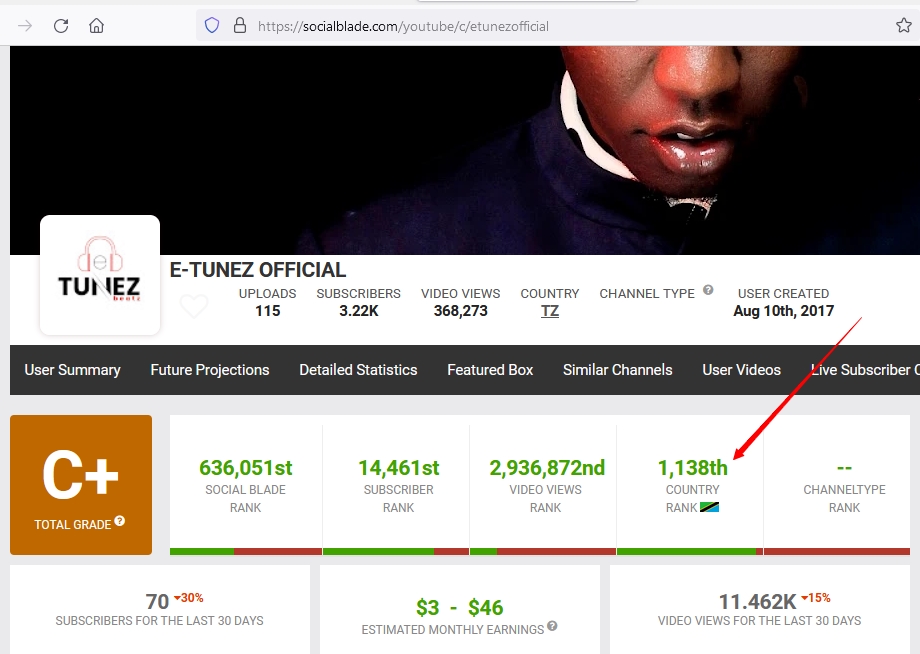 https://socialblade.com/youtube/c/etunezofficial
e
TUNEZ
beatz
E-TUNEZ OFFICIAL
UPLOADS SUBSCRIBERS VIDEO VIEWS COUNTRY CHANNEL TYPE ? USER CREATED
115 3.22K 368,273 TZ Aug 10th, 2017
User Summary Future Projections Detailed Statistics Featured Box Similar Channels User Videos Live Subscriber C
C+
TOTAL GRADE ?
636,051st 14,461st 2,936,872nd 1,138th --
SOCIAL BLADE SUBSCRIBER VIDEO VIEWS COUNTRY CHANNELTYPE
RANK RANK RANK RANK RANK
70 30% $3 - $46 11.462K 15%
SUBSCRIBERS FOR THE LAST 30 DAYS ESTIMATED MONTHLY EARNINGS ? VIDEO VIEWS FOR THE LAST 30 DAYS